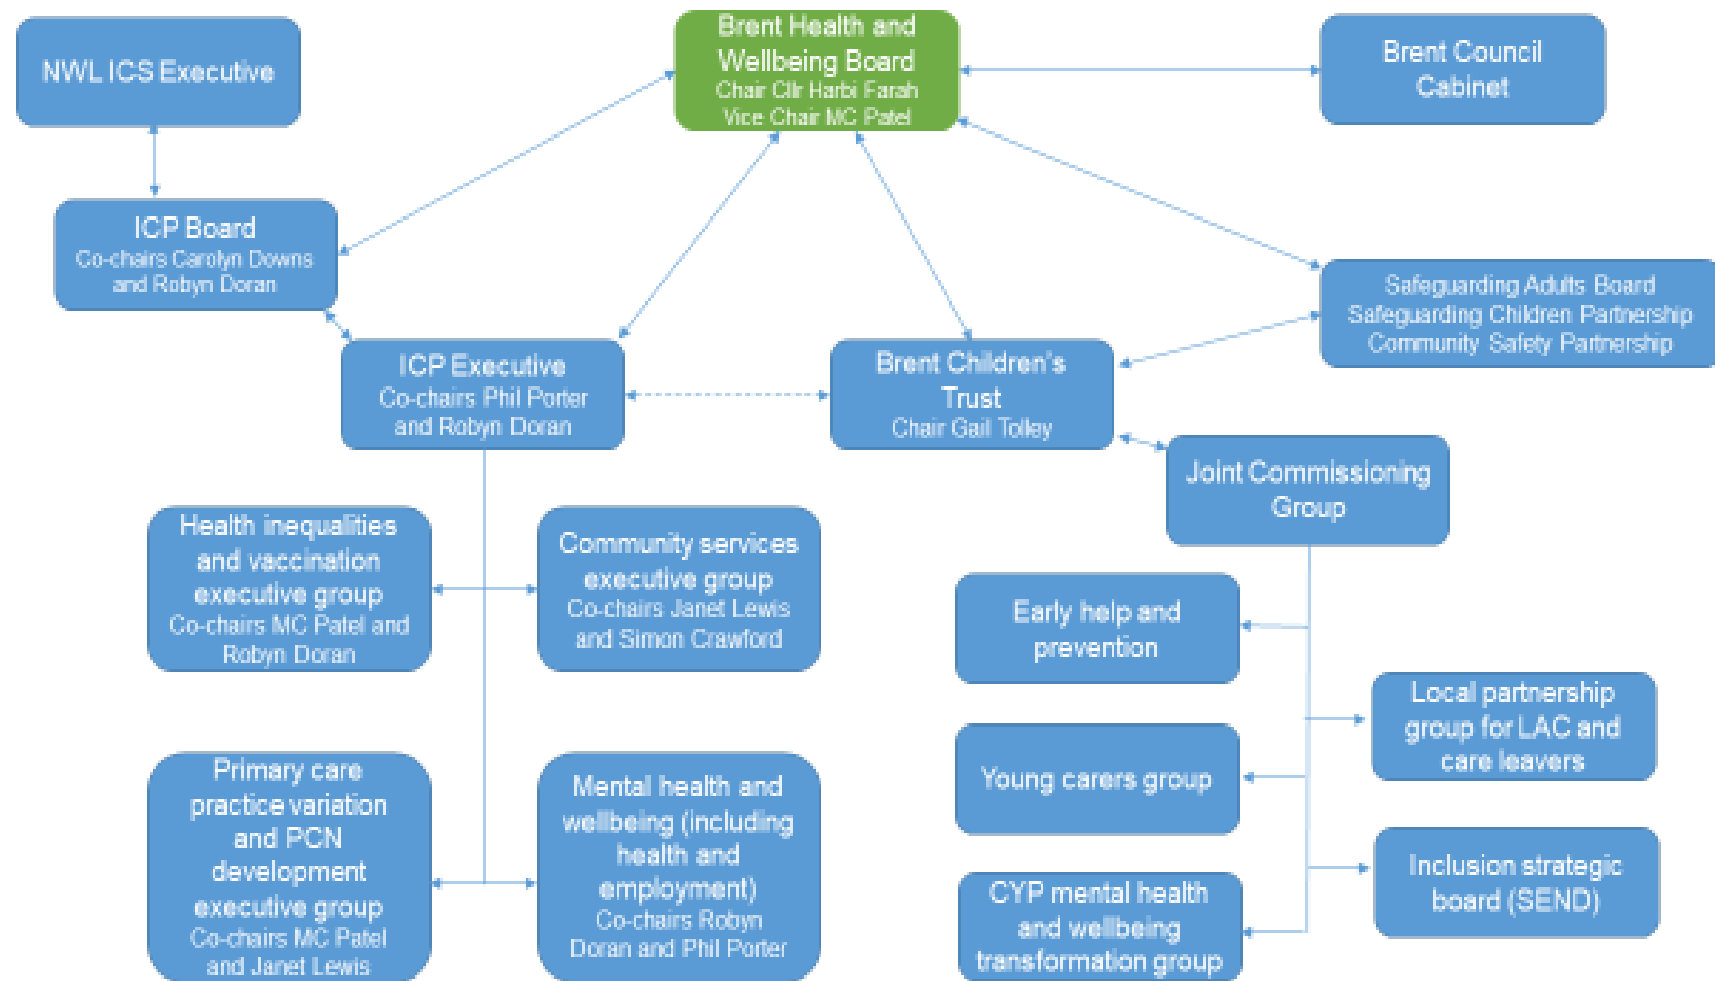 NWL ICS Executive
Brent Health and
Wellbeing Board
Chair Cllr Harbi Farah
Vice Chair MC Patel
Brent Council
Cabinet
ICP Board
Co-chairs Carolyn Downs
and Robyn Doran
Safeguarding Adults Board
Safeguarding Children Partnership
Community Safety Partnership
ICP Executive
Co-chairs Phil Porter
and Robyn Doran
Brent Children's
Trust
Chair Gail Tolley
Joint Commissioning
Group
Health inequalities
and vaccination
executive group
Co-chairs MC Patel and
Robyn Doran
Community services
executive group
Co-chairs Janet Lewis
and Simon Crawford
Early help and
prevention
Local partnership
group for LAC and
care leavers
Young carers group
Primary care
practice variation
and PCN
development
executive group
Co-chairs MC Patel
and Janet Lewis
Mental health and
wellbeing (including
health and
employment)
Co-chairs Robyn
Doran and Phil Porter
Inclusion strategic
board (SEND)
CYP mental health
and wellbeing
transformation group